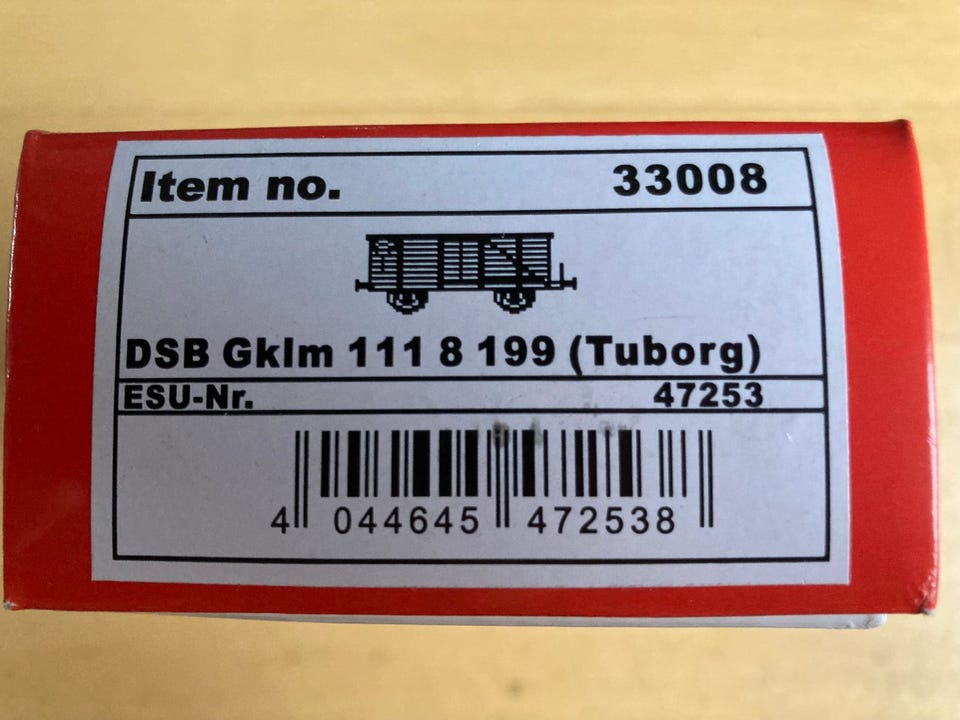 Item no. 33008
DSB Gklm 111 8 199 (Tuborg)
ESU-Nr. 47253
4 044645 472538